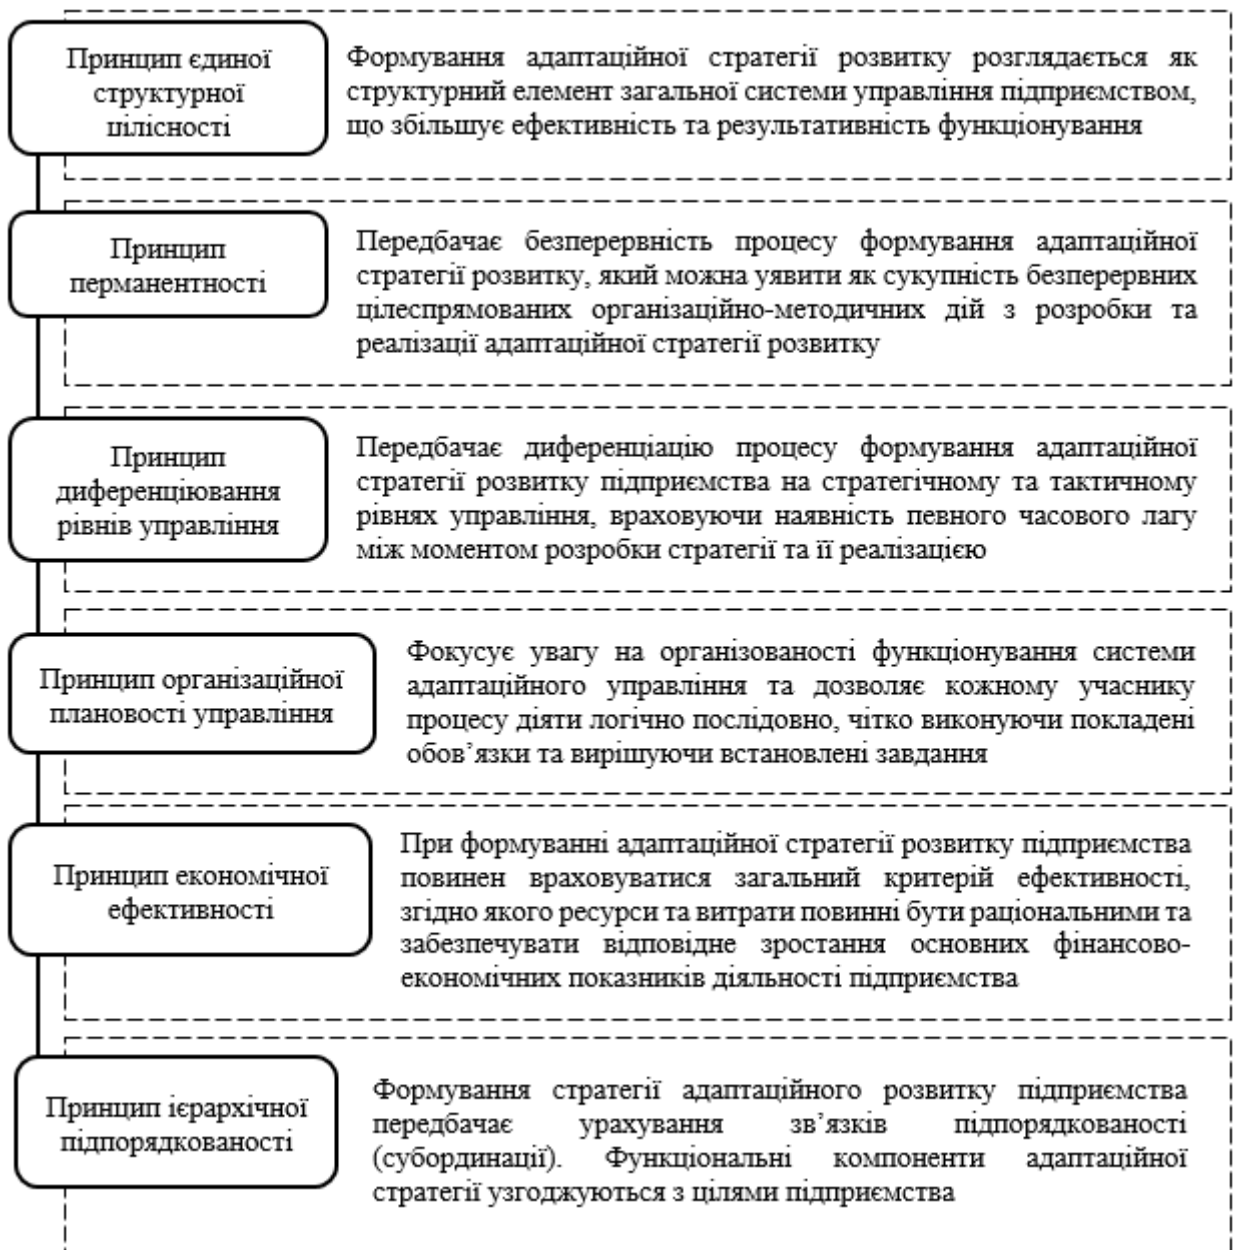 Принцип єдиної
структурної
цілісності
Формування адаптаційної стратегії розвитку розглядається як
структурний елемент загальної системи управління підприємством,
що збільшує ефективність та результативність функціонування
Принцип
перманентності
Передбачає безперервність процесу формування адаптаційної
стратегії розвитку, який можна уявити як сукупність безперервних
цілеспрямованих організаційно-методичних дій з розробки та
реалізації адаптаційної стратегії розвитку
Принцип
диференціювання
рівнів управління
Передбачає диференціацію процесу формування адаптаційної
стратегії розвитку підприємства на стратегічному та тактичному
рівнях управління, враховуючи наявність певного часового лагу
між моментом розробки стратегії та її реалізацією
Принцип організаційної
плановості управління
Фокусує увагу на організованості функціонування системи
адаптаційного управління та дозволяє кожному учаснику
процесу діяти логічно послідовно, чітко виконуючи покладені
обов’язки та вирішуючи встановлені завдання
Принцип економічної
ефективності
При формуванні адаптаційної стратегії розвитку підприємства
повинен враховуватися загальний критерій ефективності,
згідно якого ресурси та витрати повинні бути раціональними та
забезпечувати відповідне зростання основних фінансово-
економічних показників діяльності підприємства
Принцип ієрархічної
підпорядкованості
Формування стратегії адаптаційного розвитку підприємства
передбачає урахування зв’язків підпорядкованості
(субординації). Функціональні компоненти адаптаційної
стратегії узгоджуються з цілями підприємства